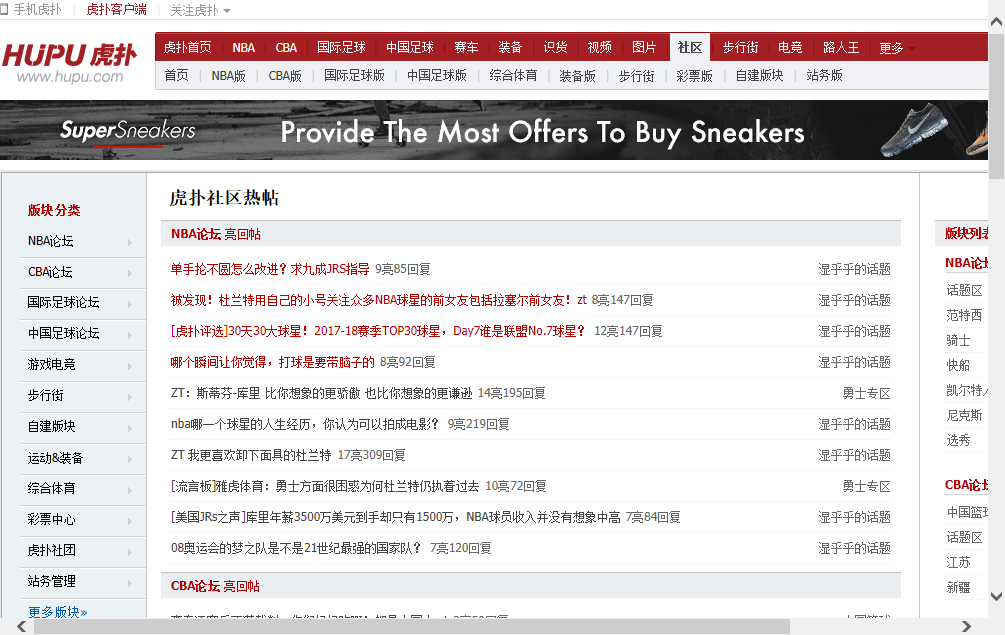 手机虎扑 虎扑客户端 关注虎扑
HUPU 虎扑
www.hupu.com
虎扑首页 NBA CBA 国际足球 中国足球 赛车 装备 识货 视频 图片 社区 步行街 电竞 路人王 更多
首页 NBA版 CBA版 国际足球版 中国足球版 综合体育 装备版 步行街 彩票版 自建版块 站务版
SuperSneakers Provide The Most Offers To Buy Sneakers
版块分类
NBA论坛
CBA论坛
国际足球论坛
中国足球论坛
游戏电竞
步行街
自建版块
运动&装备
综合体育
彩票中心
虎扑社团
站务管理
更多版块»
虎扑社区热帖
NBA论坛 亮回帖
单手抡不圆怎么改进？求九成JRS指导 9亮85回复 湿乎乎的话题
被发现！杜兰特用自己的小号关注众多NBA球星的前女友包括拉塞尔前女友！zt 8亮147回复 湿乎乎的话题
[虎扑评选]30天30大球星！2017-18赛季TOP30球星，Day7谁是联盟No.7球星？ 12亮147回复 湿乎乎的话题
哪个瞬间让你觉得，打球是要带脑子的 8亮92回复 湿乎乎的话题
ZT：斯蒂芬-库里 比你想象的更骄傲 也比你想象的更谦逊 14亮195回复 勇士专区
nba哪一个球星的人生经历，你认为可以拍成电影？ 9亮219回复 湿乎乎的话题
ZT 我更喜欢卸下面具的杜兰特 17亮309回复 湿乎乎的话题
[流言板]雅虎体育：勇士方面很困惑为何杜兰特仍执着过去 10亮72回复 勇士专区
[美国JRs之声]库里年薪3500万美元到手却只有1500万，NBA球员收入并没有想象中高 7亮84回复 湿乎乎的话题
08奥运会的梦之队是不是21世纪最强的国家队？ 7亮120回复 湿乎乎的话题
CBA论坛 亮回帖
版块列表
NBA论坛
话题区
范特西
骑士
快船
凯尔特人
尼克斯
选秀
CBA论坛
中国篮球
话题区
江苏
新疆